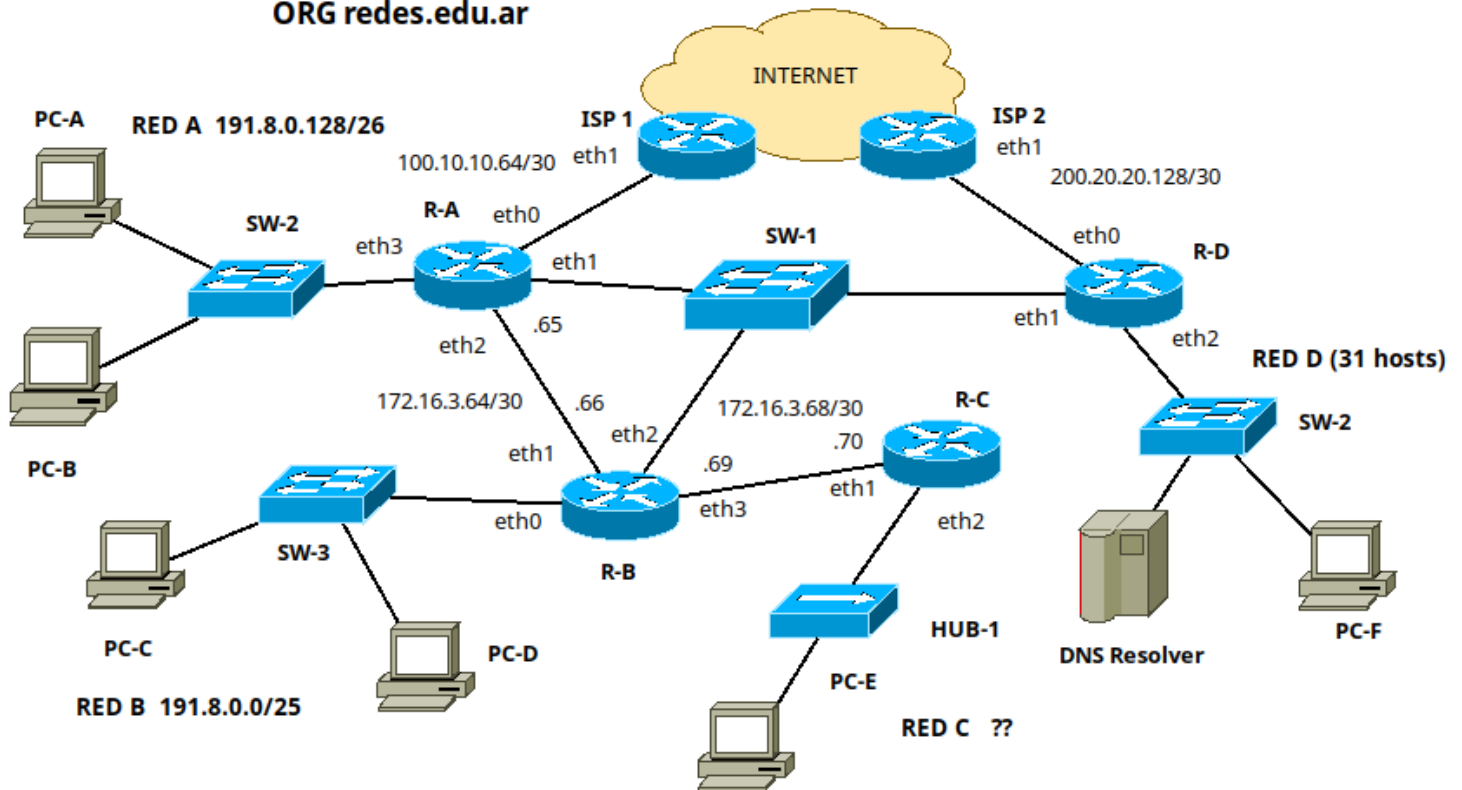 ORG redes.edu.ar
INTERNET
PC-A
RED A 191.8.0.128/26
ISP 1
ISP 2
100.10.10.64/30
eth1
eth1
200.20.20.128/30
R-A
eth0
SW-2
SW-1
eth0
eth3
R-D
eth1
eth1
.65
eth2
eth2
RED D (31 hosts)
172.16.3.64/30
.66
172.16.3.68/30
R-C
SW-2
eth2
.70
eth1
.69
PC-B
eth1
eth0
eth3
eth2
SW-3
R-B
HUB-1
PC-F
PC-C
PC-D
DNS Resolver
PC-E
RED B 191.8.0.0/25
RED C ??